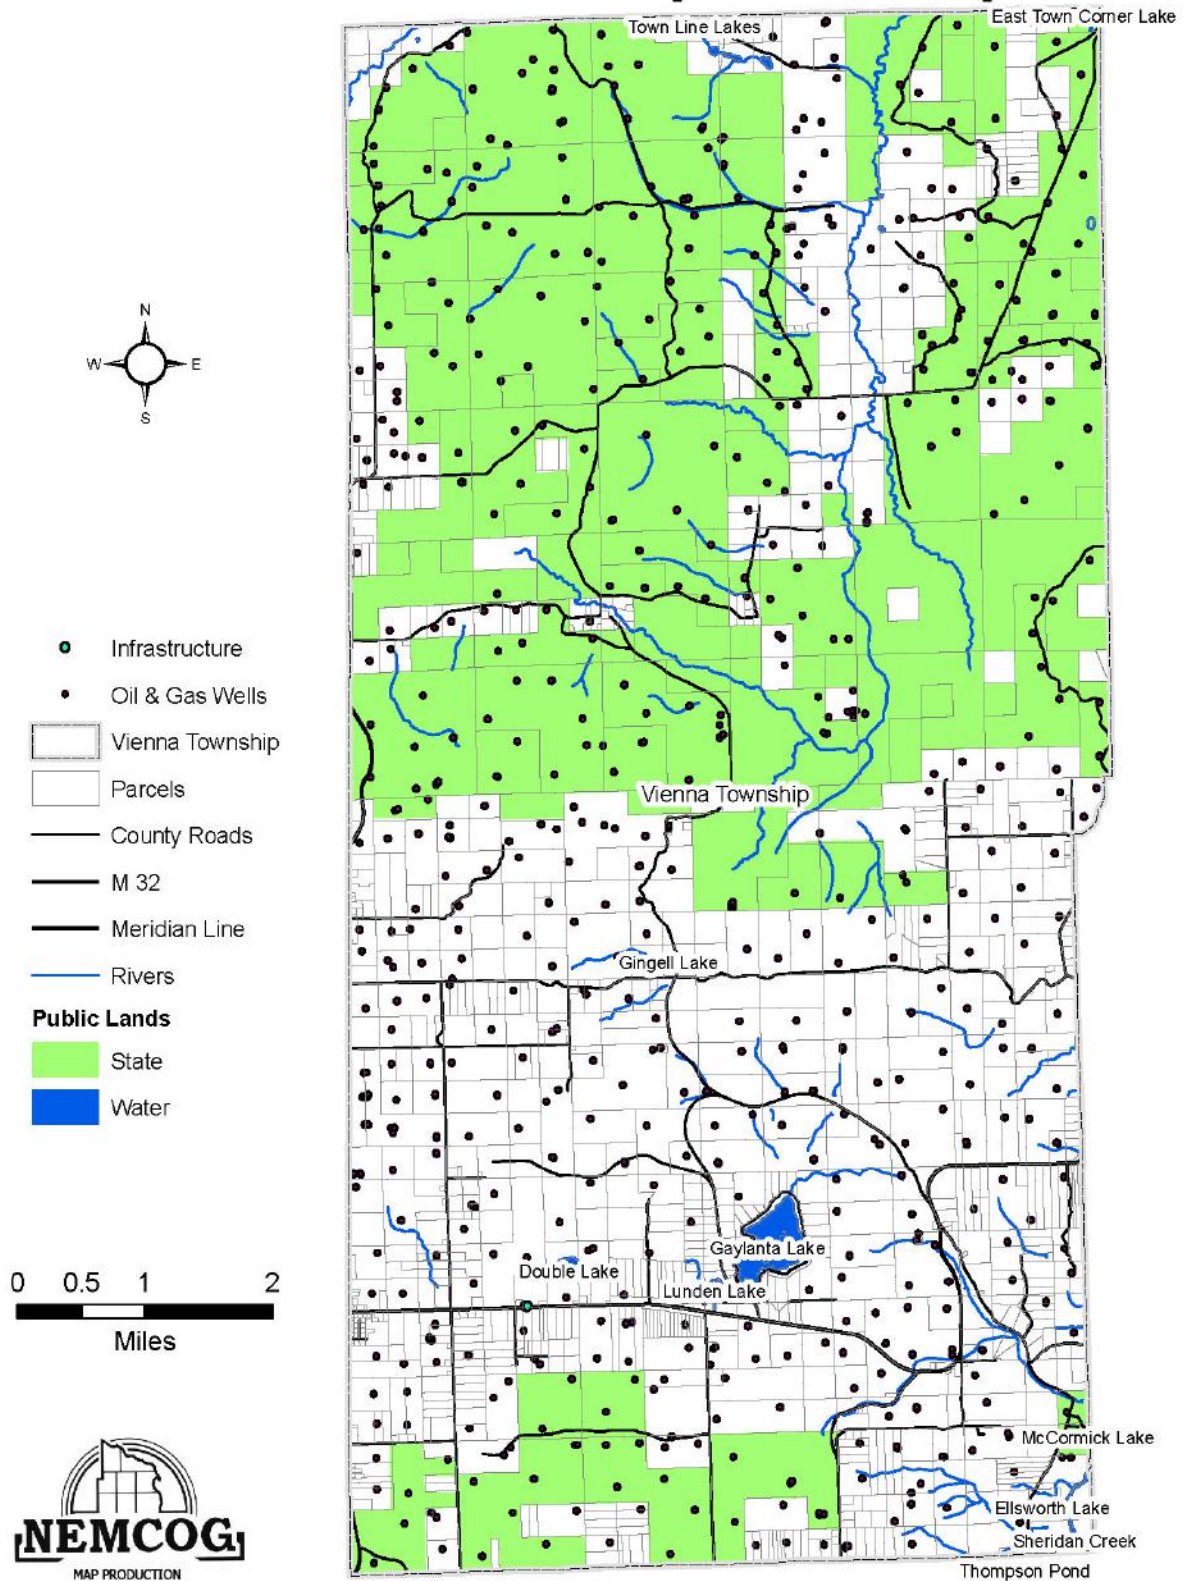 Town Line Lakes
East Town Corner Lake
N
W
E
S
Infrastructure
Oil & Gas Wells
Vienna Township
Parcels
County Roads
M 32
Meridian Line
Rivers
Public Lands
State
Water
Vienna Township
Gingell Lake
Gaylanta Lake
Double Lake
Lunden Lake
0 0.5 1 2
Miles
McCormick Lake
Ellsworth Lake
Sheridan Creek
Thompson Pond
NEMCOG
MAP PRODUCTION